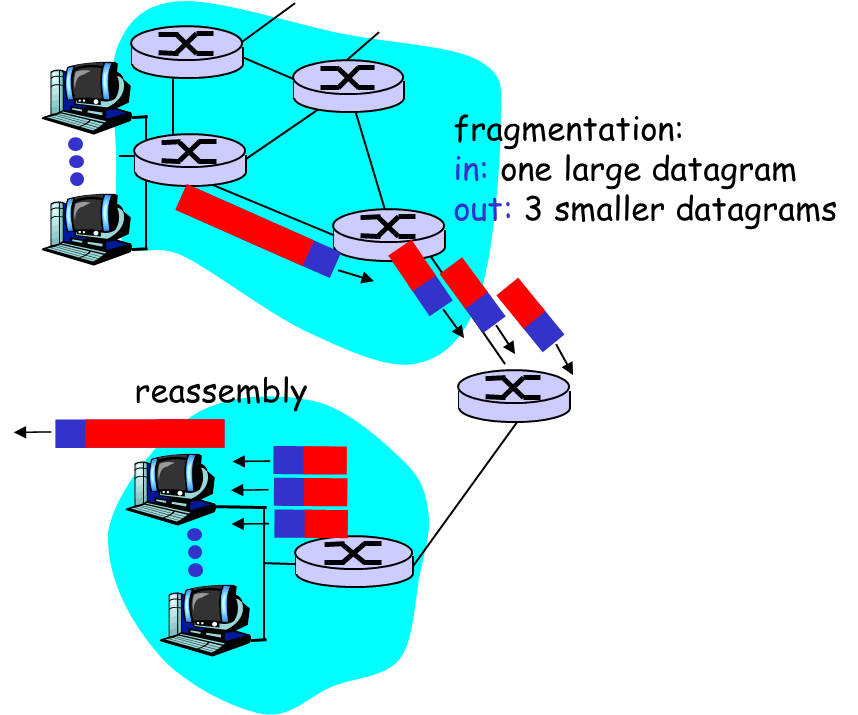 fragmentation:
in: one large datagram
out: 3 smaller datagrams
reassembly